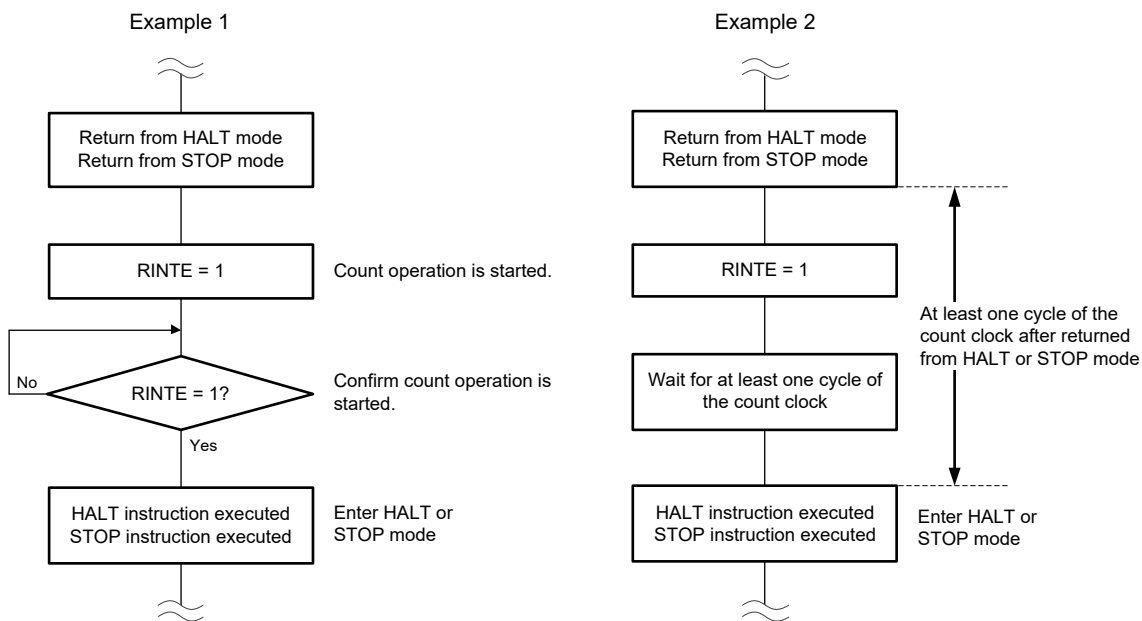 Example 1
Return from HALT mode
Return from STOP mode
RINTE = 1
Count operation is started.
No
RINTE = 1?
Confirm count operation is
started.
Yes
HALT instruction executed
STOP instruction executed
Enter HALT or
STOP mode
Example 2
Return from HALT mode
Return from STOP mode
RINTE = 1
At least one cycle of the
count clock after returned
from HALT or STOP mode
Wait for at least one cycle of
the count clock
HALT instruction executed
STOP instruction executed
Enter HALT or
STOP mode